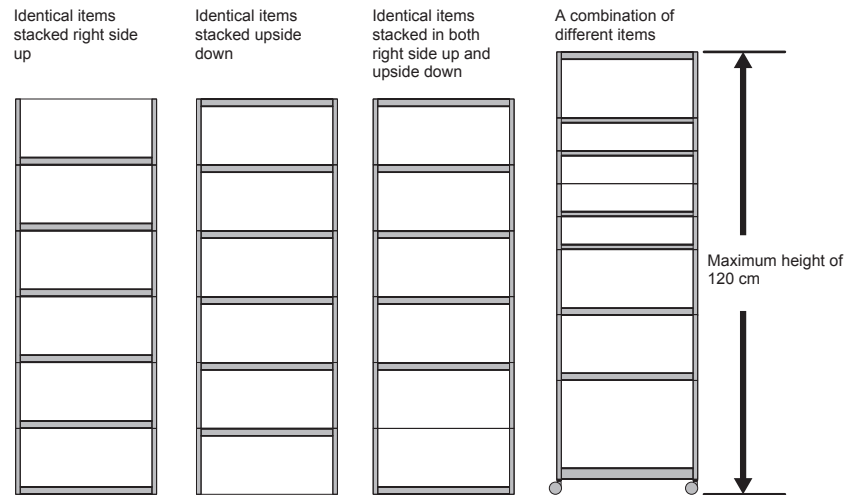 Identical items
stacked right side
up
Identical items
stacked upside
down
Identical items
stacked in both
right side up and
upside down
A combination of
different items
Maximum height of
120 cm